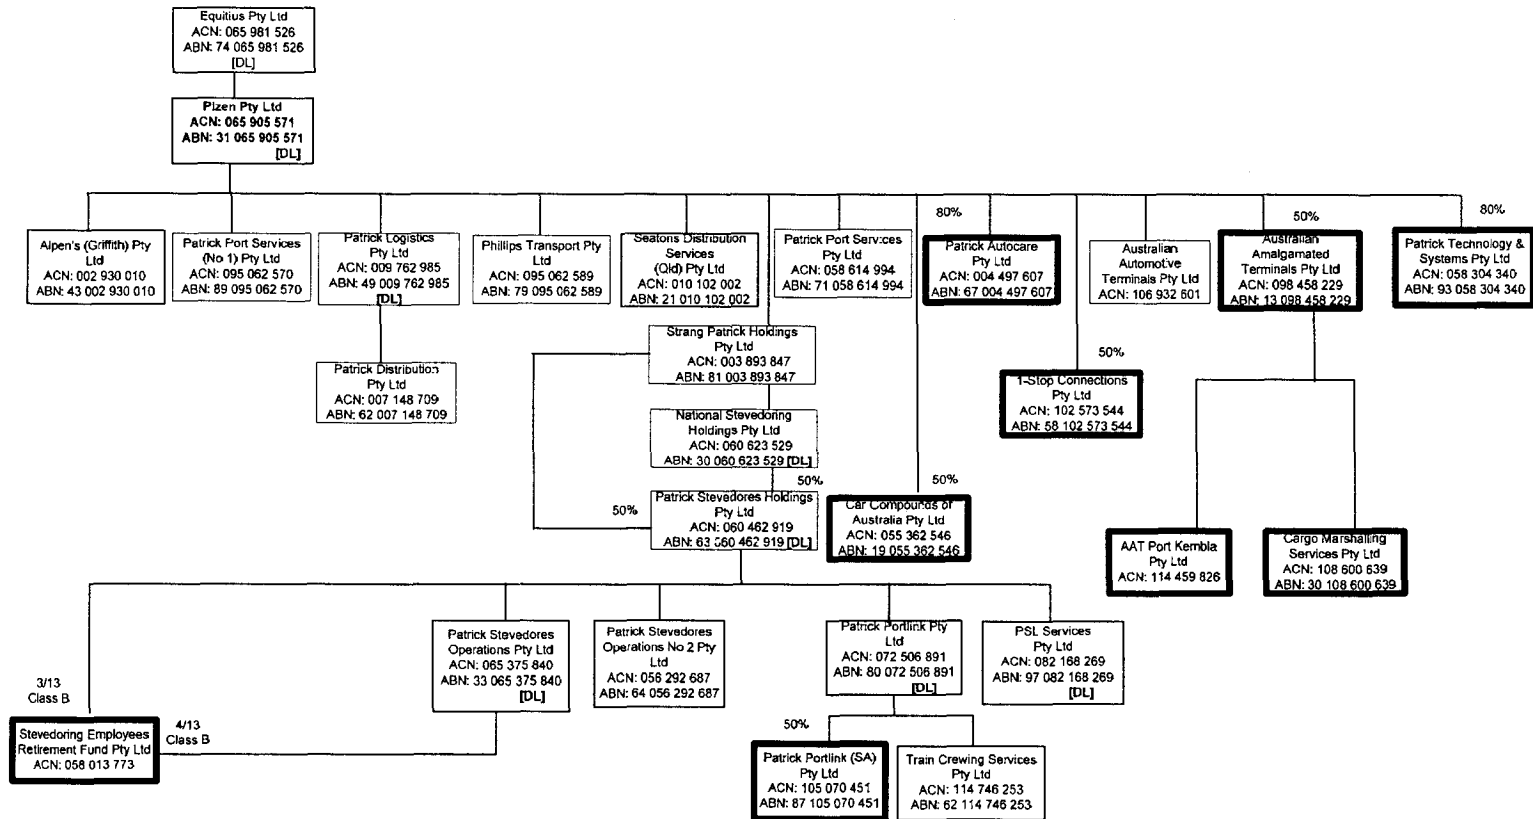 Equitius Pty Ltd
ACN: 065 981 526
ABN: 74 065 981 526
[DL]
Plzen Pty Ltd
ACN: 065 905 571
ABN: 31 065 905 571
[DL]
Alpen's (Griffith) Pty
Ltd
ACN: 002 930 010
ABN: 43 002 930 010
Patrick Port Services
(No 1) Pty Ltd
ACN: 095 062 570
ABN: 89 095 062 570
Patrick Logistics
Pty Ltd
ACN: 009 762 985
ABN: 49 009 762 985
[DL]
Phillips Transport Pty
Ltd
ACN: 095 062 589
ABN: 79 095 062 589
Seatons Distribution
Services
(Qld) Pty Ltd
ACN: 010 102 002
ABN: 21 010 102 002
Patrick Port Services
Pty Ltd
ACN: 058 614 994
ABN: 71 058 614 994
80%
Patrick Autocare
Pty Ltd
ACN: 004 497 607
ABN: 67 004 497 607
Australian
Automotive
Terminals Pty Ltd
ACN: 106 932 601
50%
Australian
Amalgamated
Terminals Pty Ltd
ACN: 098 458 229
ABN: 13 098 458 229
80%
Patrick Technology &
Systems Pty Ltd
ACN: 058 304 340
ABN: 93 058 304 340
Patrick Distribution
Pty Ltd
ACN: 007 148 709
ABN: 62 007 148 709
Strang Patrick Holdings
Pty Ltd
ACN: 003 893 847
ABN: 81 003 893 847
50%
1-Stop Connections
Pty Ltd
ACN: 102 573 544
ABN: 58 102 573 544
National Stevedoring
Holdings Pty Ltd
ACN: 060 623 529
ABN: 30 060 623 529 [DL]
50%
50%
Patrick Stevedores Holdings
Pty Ltd
ACN: 060 462 919
ABN: 63 060 462 919 [DL]
50%
Car Compounds of
Australia Pty Ltd
ACN: 055 362 546
ABN: 19 055 362 546
AAT Port Kembla
Pty Ltd
ACN: 114 459 826
Cargo Marshalling
Services Pty Ltd
ACN: 108 600 639
ABN: 30 108 600 639
3/13
Class B
Stevedoring Employees
Retirement Fund Pty Ltd
ACN: 058 013 773
4/13
Class B
Patrick Stevedores
Operations Pty Ltd
ACN: 065 375 840
ABN: 33 065 375 840
[DL]
Patrick Stevedores
Operations No 2 Pty
Ltd
ACN: 056 292 687
ABN: 64 056 292 687
Patrick Portlink Pty
Ltd
ACN: 072 506 891
ABN: 80 072 506 891
[DL]
PSL Services
Pty Ltd
ACN: 082 168 269
ABN: 97 082 168 269
[DL]
50%
Patrick Portlink (SA)
Pty Ltd
ACN: 105 070 451
ABN: 87 105 070 451
Train Crewing Services
Pty Ltd
ACN: 114 746 253
ABN: 62 114 746 253